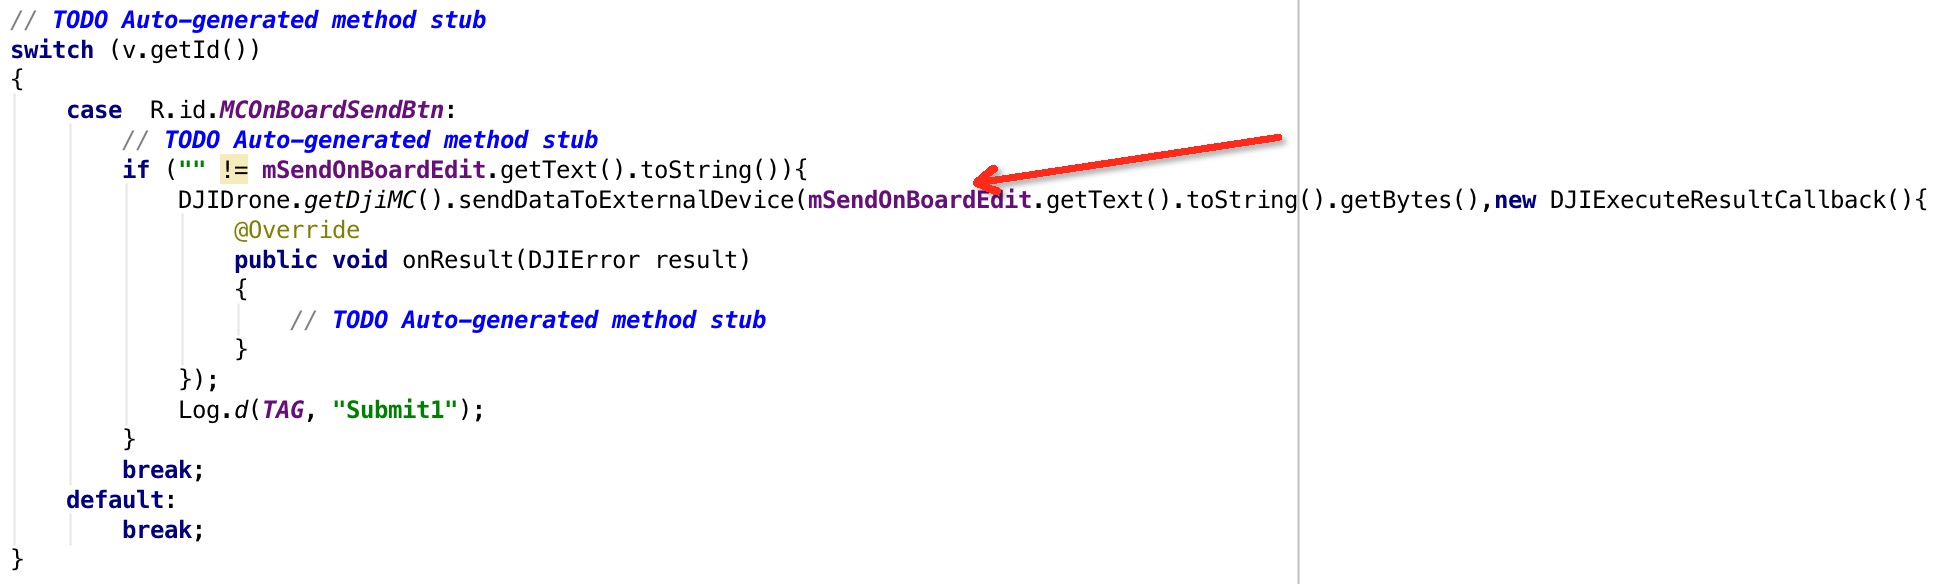 // TODO Auto-generated method stub
switch (v.getId())
{
    case  R.id.MCOnBoardSendBtn:
        // TODO Auto-generated method stub
        if ("" != mSendOnBoardEdit.getText().toString()){
            DJIDrone.getDjiMC().sendDataToExternalDevice(mSendOnBoardEdit.getText().toString().getBytes(),new DJIExecuteResultCallback(){
                @Override
                public void onResult(DJIError result)
                {
                    // TODO Auto-generated method stub
                }
            });
            Log.d(TAG, "Submit1");
        }
        break;
    default:
        break;
}